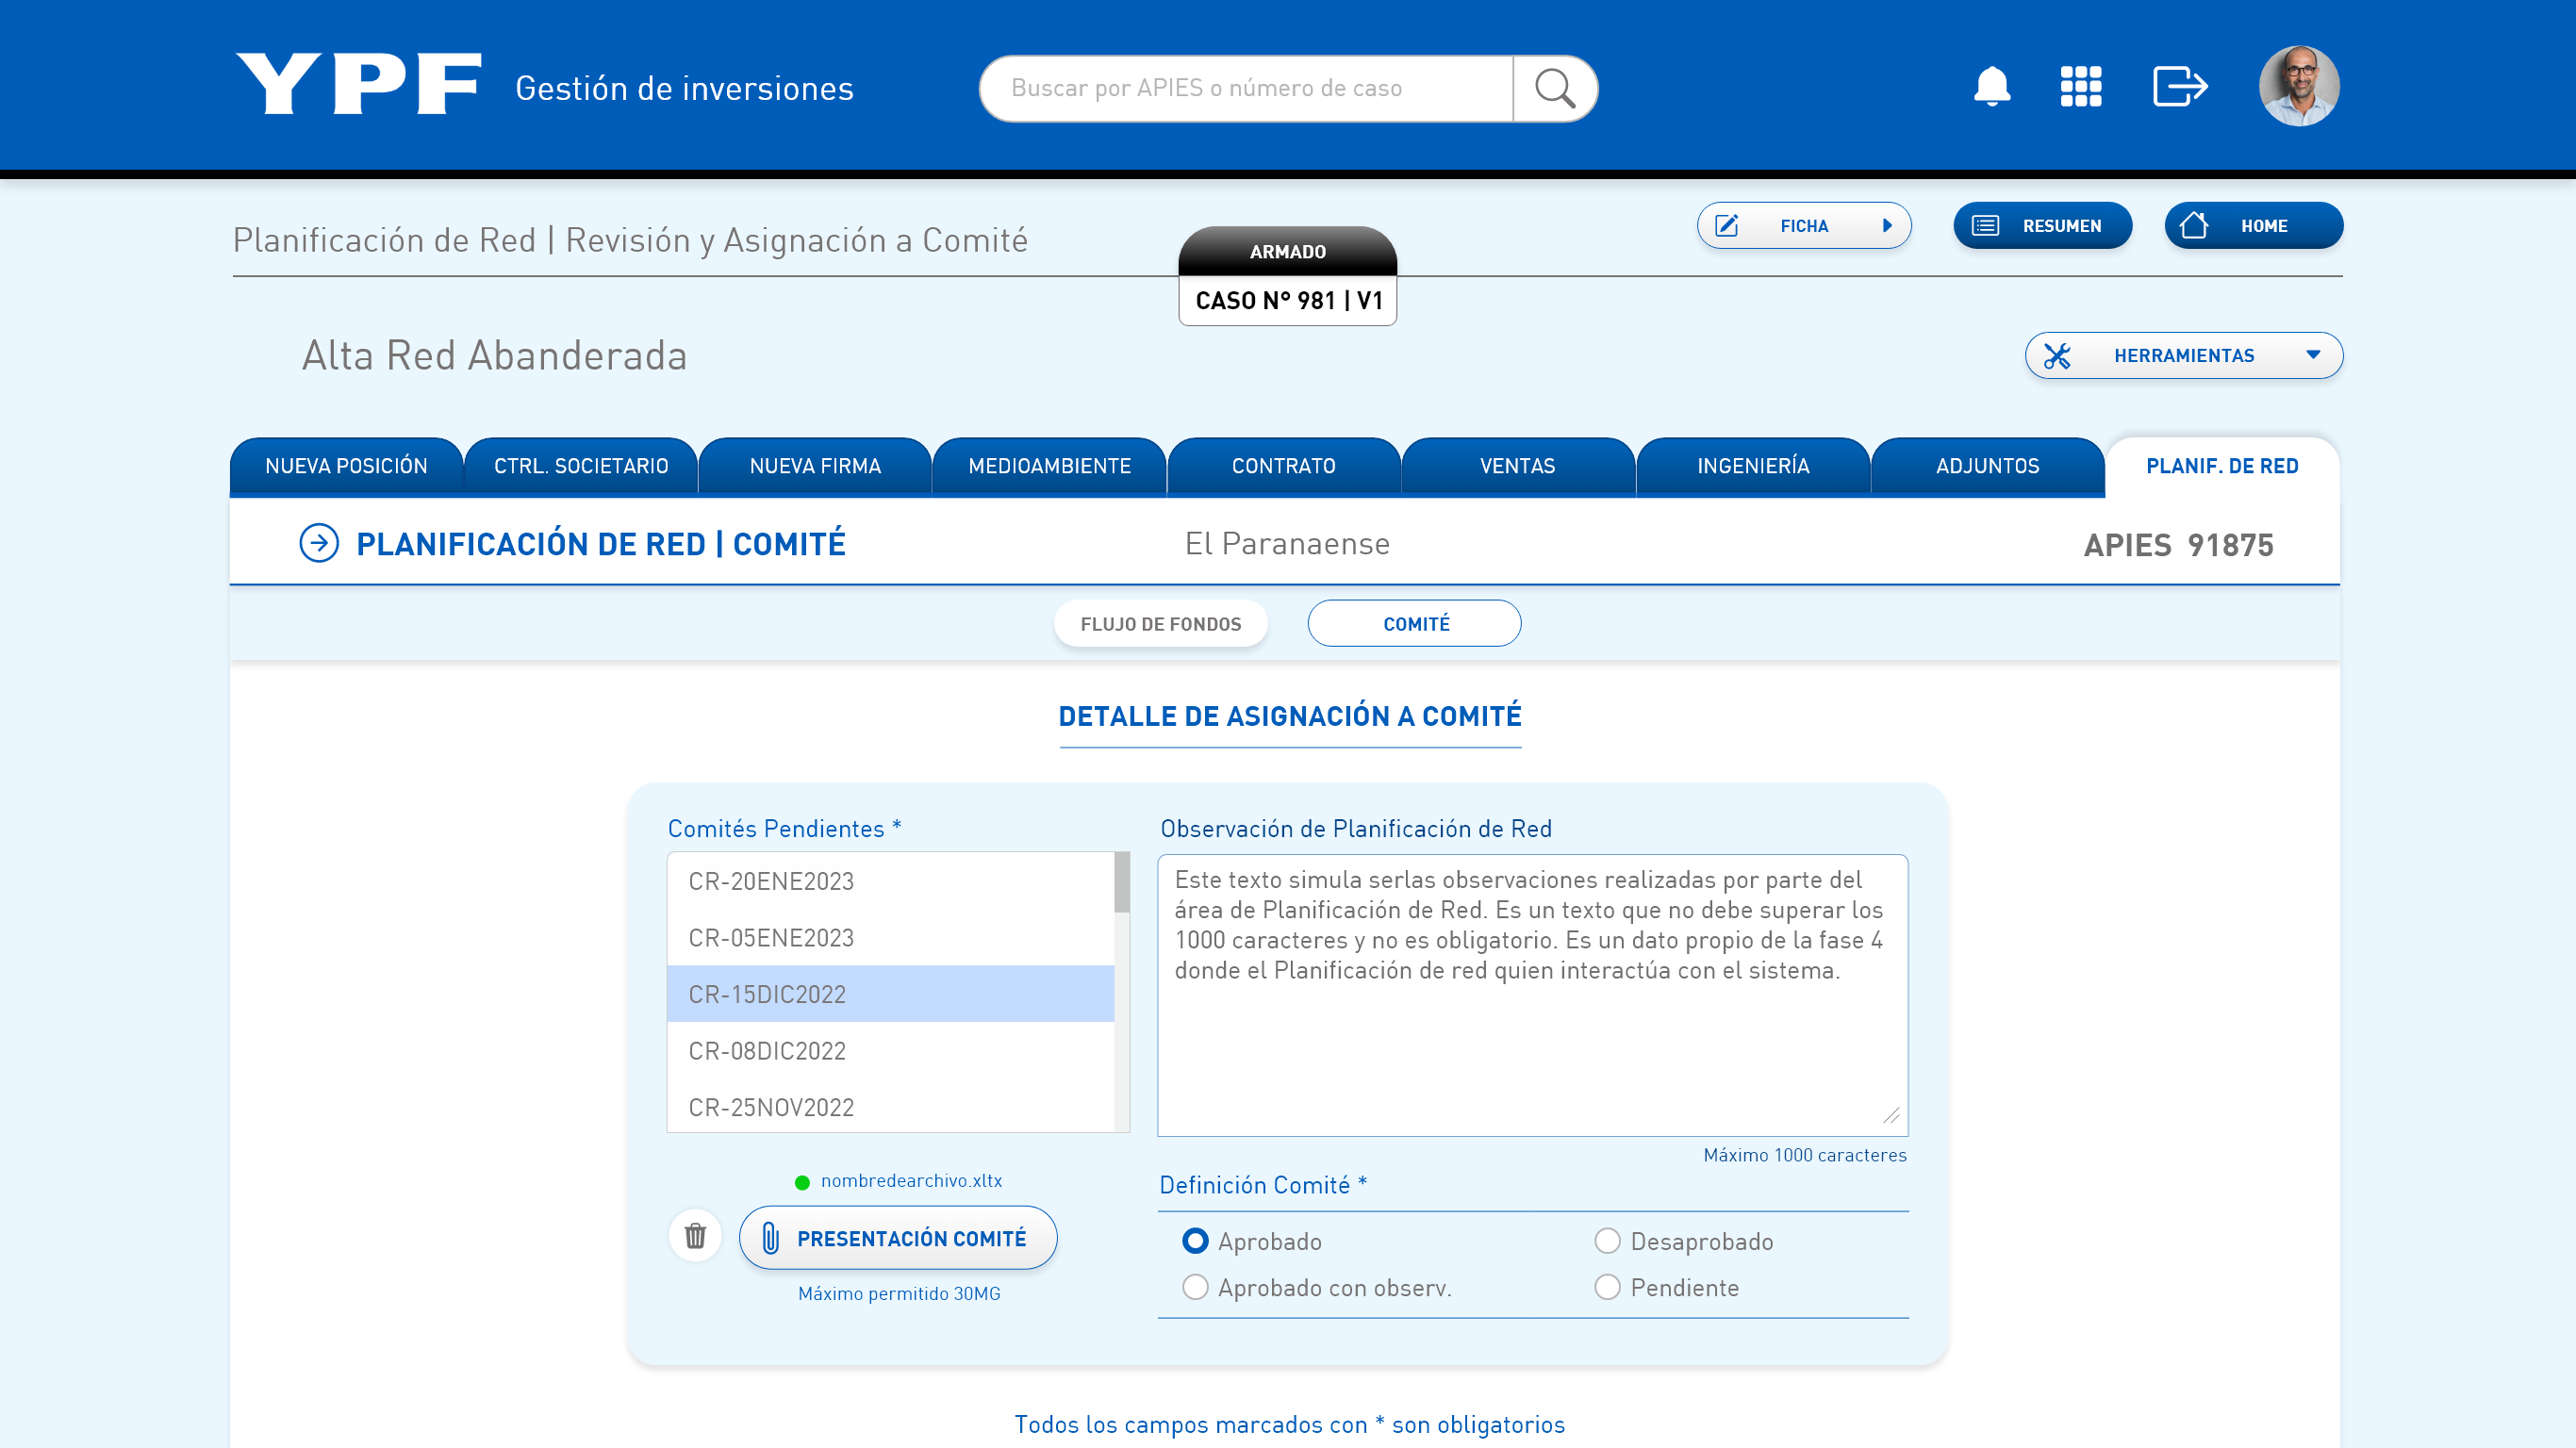 YPF Gestión de inversiones
Buscar por APIES o número de caso
Planificación de Red | Revisión y Asignación a Comité
FICHA
RESUMEN
HOME
ARMADO
CASO N° 981 | V1
Alta Red Abanderada
HERRAMIENTAS
NUEVA POSICIÓN
CTRL. SOCIETARIO
NUEVA FIRMA
MEDIOAMBIENTE
CONTRATO
VENTAS
INGENIERÍA
ADJUNTOS
PLANIF. DE RED
PLANIFICACIÓN DE RED | COMITÉ
El Paranaense
APIES 91875
FLUJO DE FONDOS
COMITÉ
DETALLE DE ASIGNACIÓN A COMITÉ
Comités Pendientes *
CR-20ENE2023
CR-05ENE2023
CR-15DIC2022
CR-08DIC2022
CR-25NOV2022
nombredearchivo.xltx
PRESENTACIÓN COMITÉ
Máximo permitido 30MG
Observación de Planificación de Red
Este texto simula serlas observaciones realizadas por parte del
área de Planificación de Red. Es un texto que no debe superar los
1000 caracteres y no es obligatorio. Es un dato propio de la fase 4
donde el Planificación de red quien interactúa con el sistema.
Máximo 1000 caracteres
Definición Comité *
Aprobado
Desaprobado
Aprobado con observ.
Pendiente
Todos los campos marcados con * son obligatorios